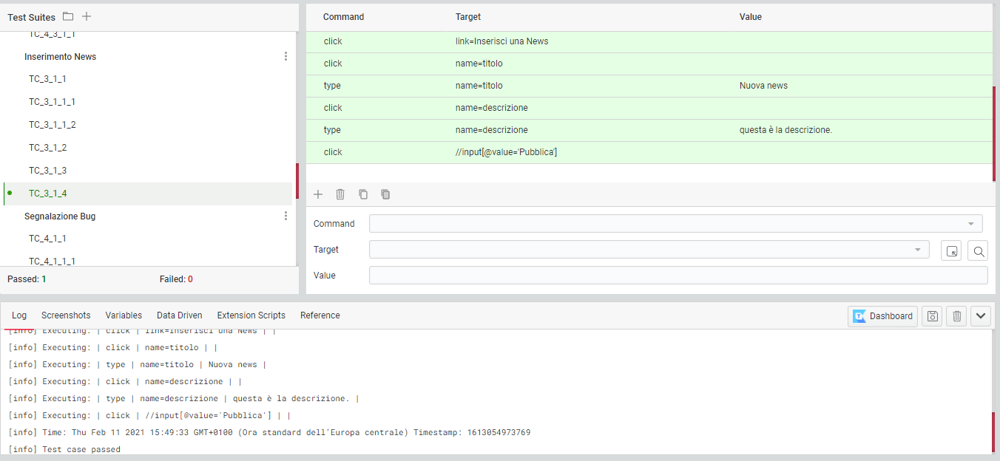 Test Suites
TC_4_3_1_1
Inserimento News
TC_3_1_1
TC_3_1_1_1
TC_3_1_1_2
TC_3_1_2
TC_3_1_3
TC_3_1_4
Segnalazione Bug
TC_4_1_1
TC_4_1_1_1
Passed: 1 Failed: 0
Command Target Value
click link=Inserisci una News
click name=titolo
type name=titolo Nuova news
click name=descrizione
type name=descrizione questa è la descrizione.
click //input[@value='Pubblica']
Command
Target
Value
Log Screenshots Variables Data Driven Extension Scripts Reference Dashboard
[info] Executing: | click | link=Inserisci una News | |
[info] Executing: | click | name=titolo | |
[info] Executing: | type | name=titolo | Nuova news |
[info] Executing: | click | name=descrizione | |
[info] Executing: | type | name=descrizione | questa è la descrizione. |
[info] Executing: | click | //input[@value='Pubblica'] | |
[info] Time: Thu Feb 11 2021 15:49:33 GMT+0100 (Ora standard dell'Europa centrale) Timestamp: 1613054973769
[info] Test case passed